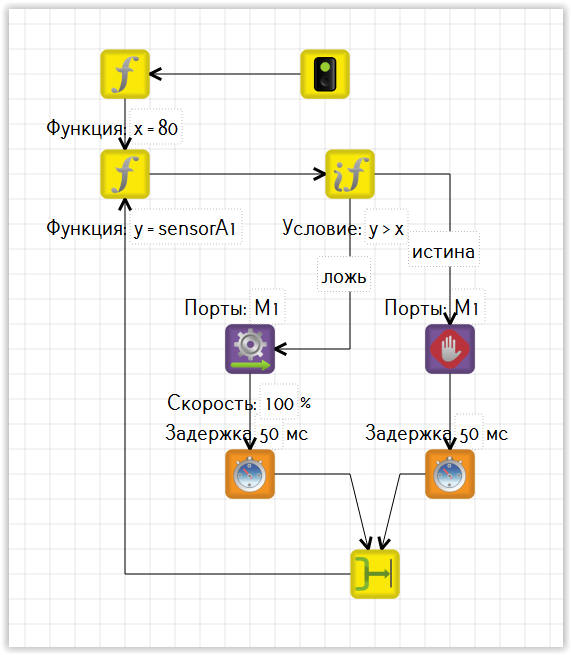 Функция: x = 80
Функция: y = sensorA1
Условие: y > x
истина
ложь
Порты: M1
Порты: M1
Скорость: 100 %
Задержка 50 мс
Задержка 50 мс